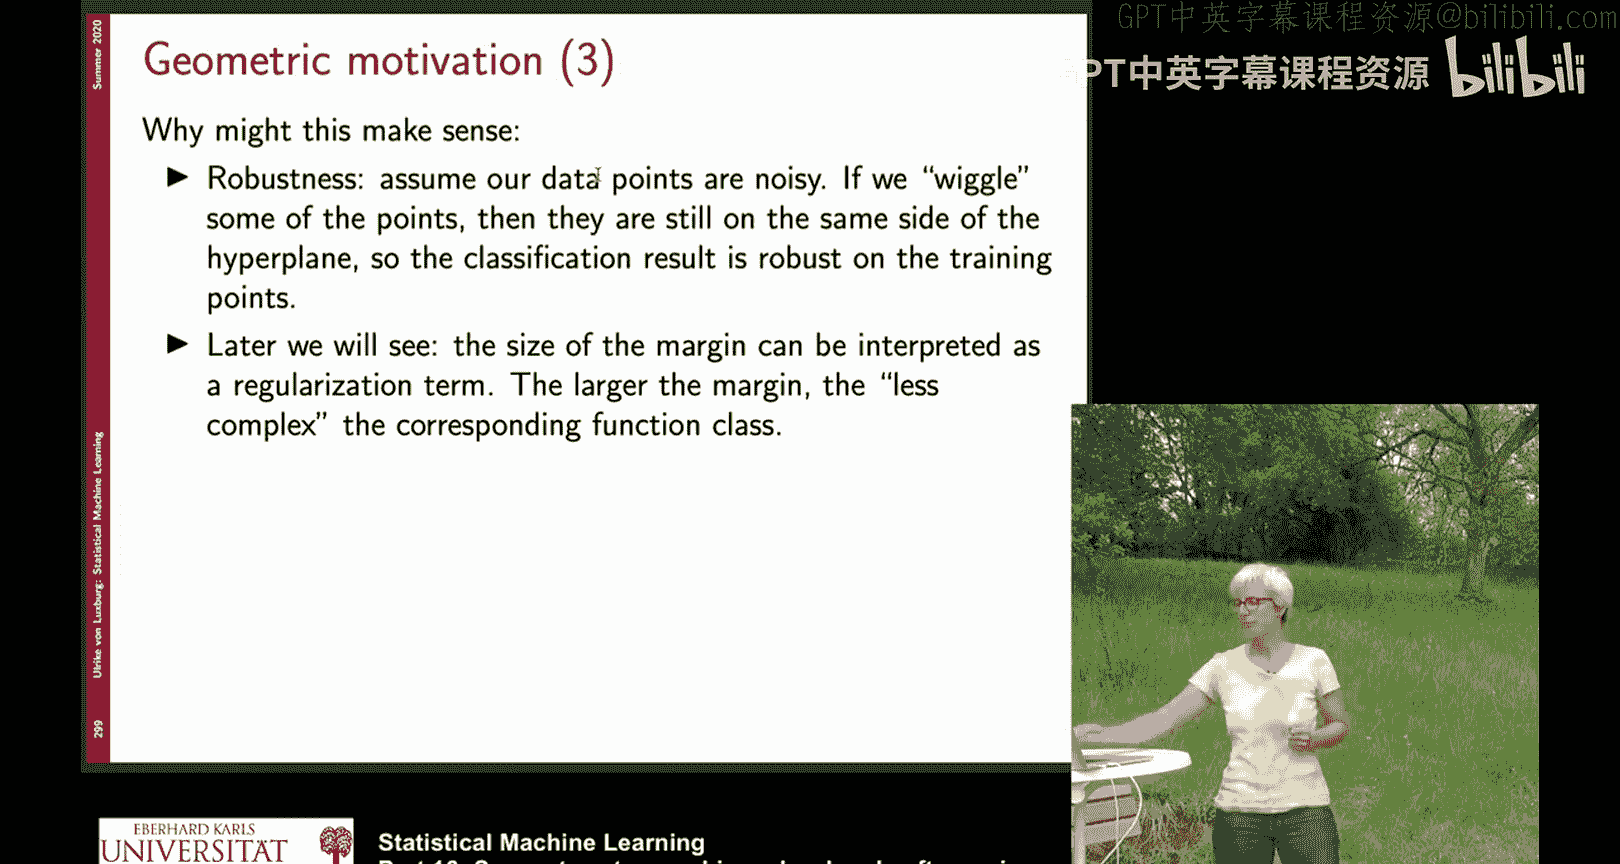 GPT中英字幕课程资源@bilibili.com
PT中英字幕课程资源 bilibili
Summer 2020
Geometric motivation (3)
Why might this make sense:
▶ Robustness: assume our data points are noisy. If we “wiggle”
some of the points, then they are still on the same side of the
hyperplane, so the classification result is robust on the training
points.
▶ Later we will see: the size of the margin can be interpreted as
a regularization term. The larger the margin, the “less
complex” the corresponding function class.
Ulrike von Luxburg: Statistical Machine Learning
299
EBERHARD KARLS
UNIVERSITÄT
Statistical Machine Learning